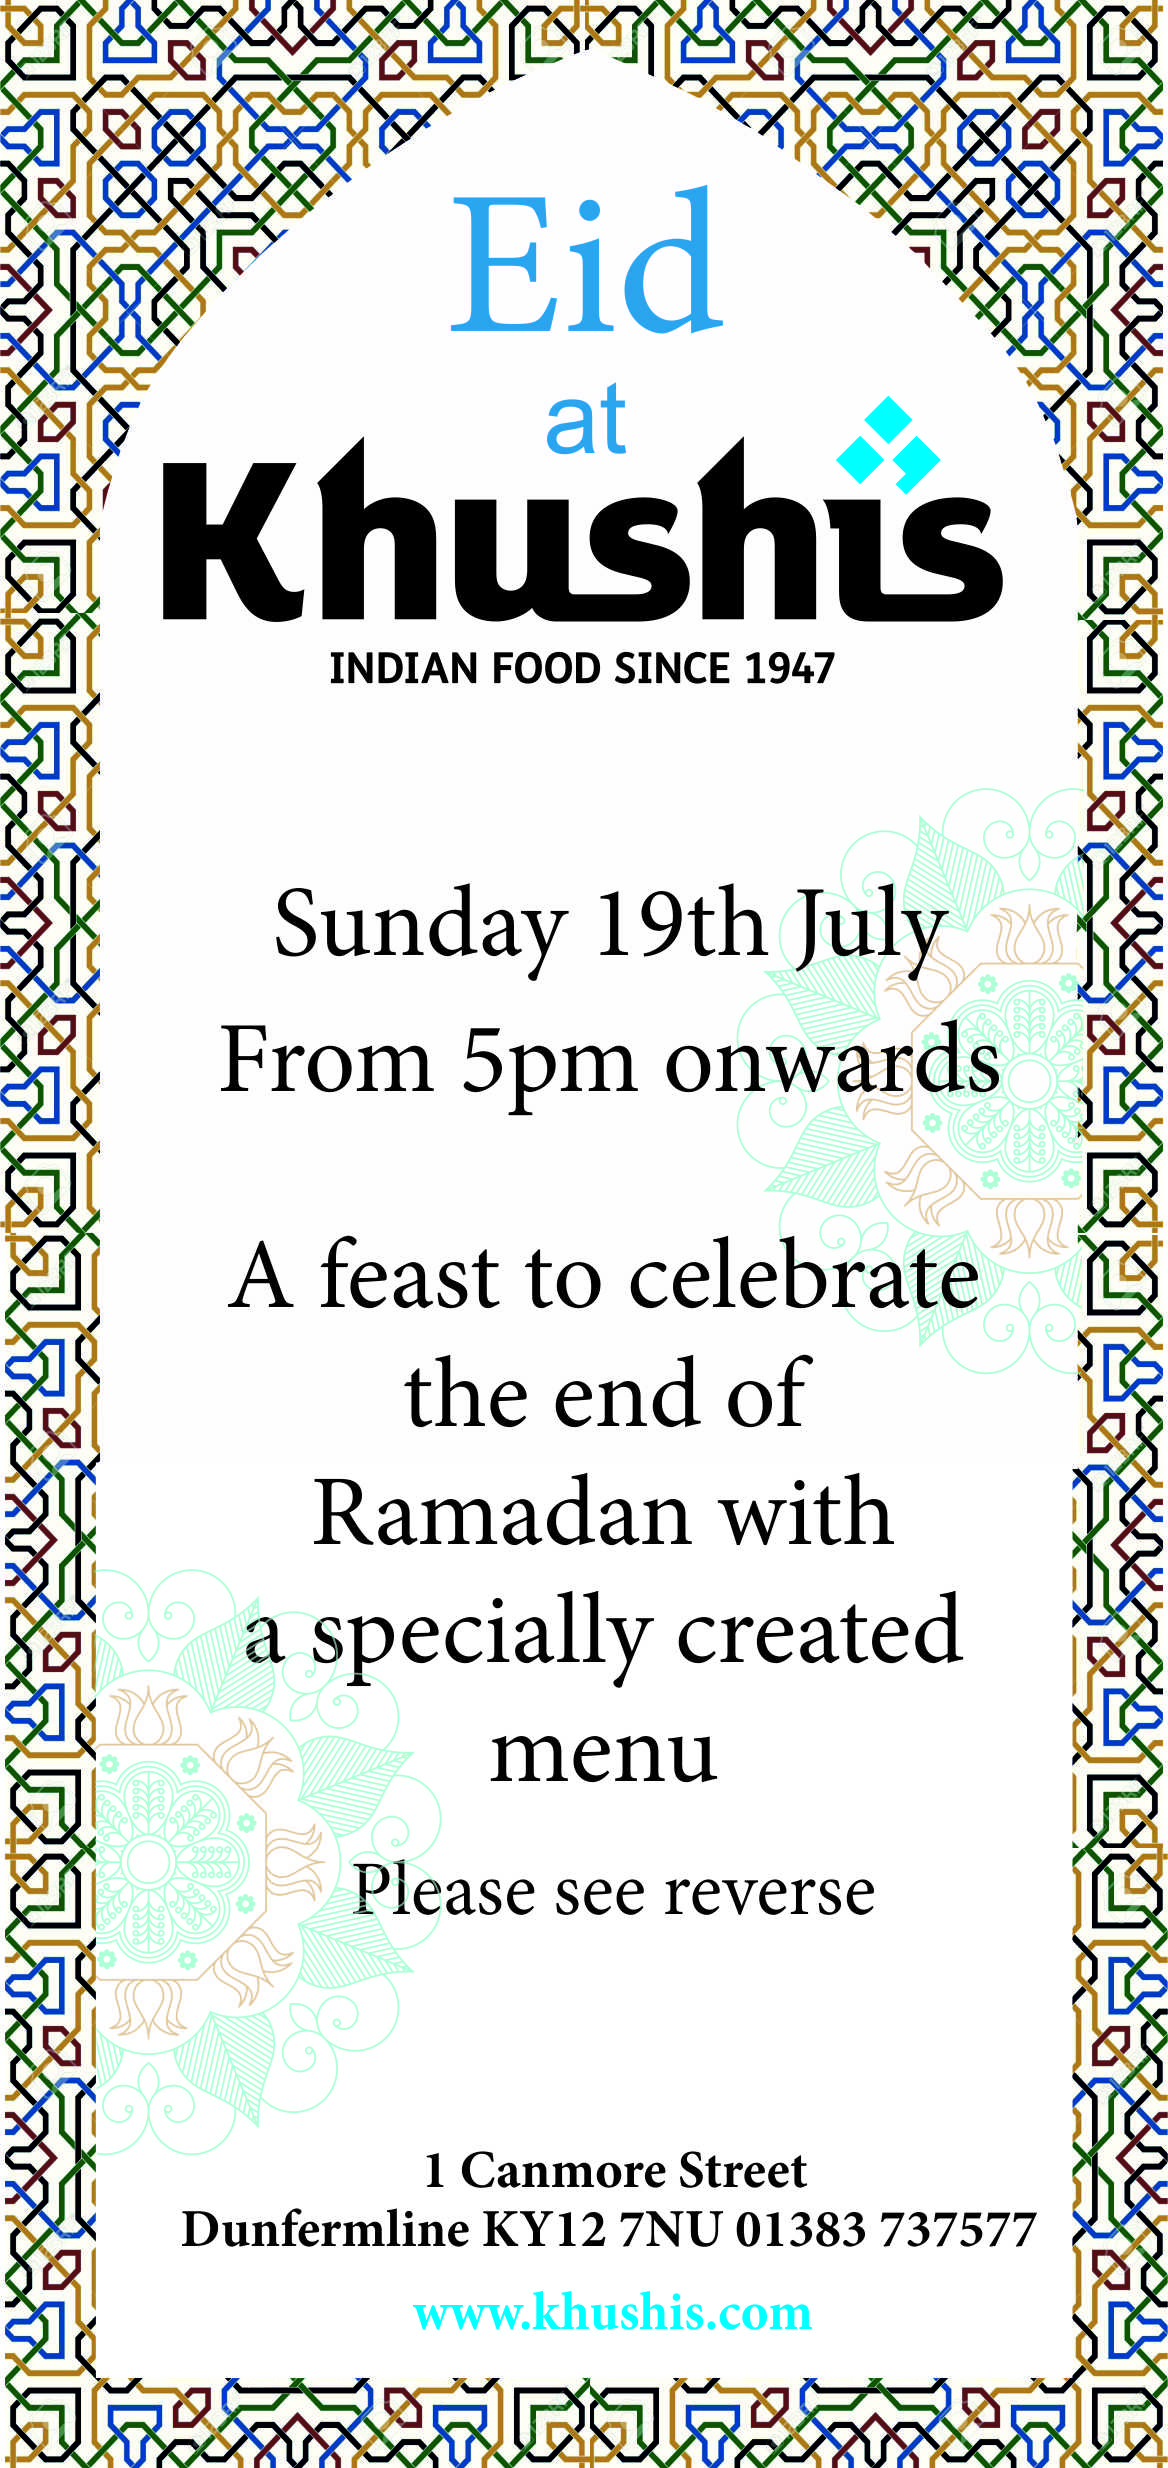 Eid
at
Khushis
INDIAN FOOD SINCE 1947
Sunday 19th July
From 5pm onwards
A feast to celebrate
the end of
Ramadan with
a specially created
menu
Please see reverse
1 Canmore Street
Dunfermline KY12 7NU 01383 737577
www.khushis.com